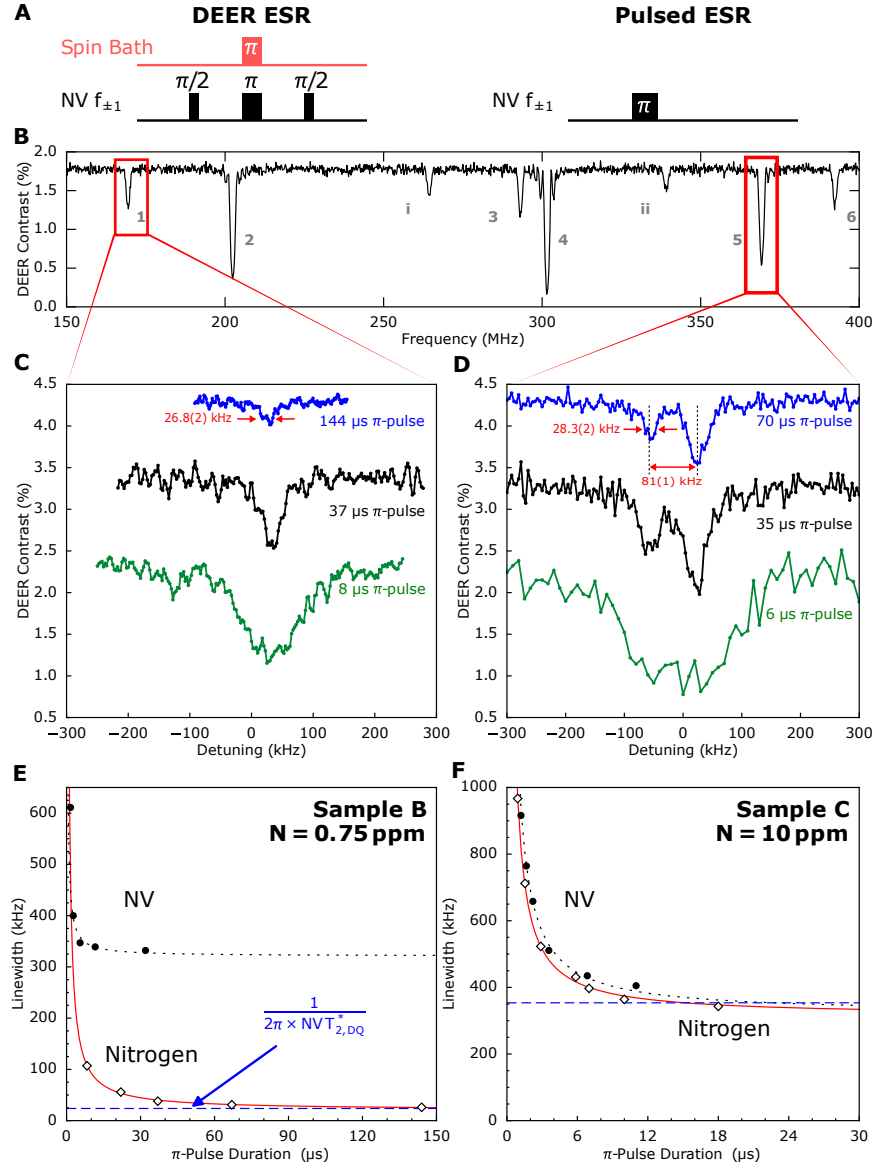 A
DEER ESR
Pulsed ESR
Spin Bath
π
π/2 π π/2
NV f±1
NV f±1
π
B
DEER Contrast (%)
2.0
1.5
1.0
0.5
0.0
1
2
i
3
4
ii
5
6
150 200 250 300 350 400
Frequency (MHz)
C
DEER Contrast (%)
4.5
4.0
3.5
3.0
2.5
2.0
1.5
1.0
0.5
26.8(2) kHz
144 μs π-pulse
37 μs π-pulse
8 μs π-pulse
−300 −200 −100 0 100 200 300
Detuning (kHz)
D
DEER Contrast (%)
4.5
4.0
3.5
3.0
2.5
2.0
1.5
1.0
0.5
28.3(2) kHz
70 μs π-pulse
81(1) kHz
35 μs π-pulse
6 μs π-pulse
−300 −200 −100 0 100 200 300
Detuning (kHz)
E
Linewidth (kHz)
600
500
400
300
200
100
0
Sample B
N = 0.75 ppm
NV
1
2π × NV T*2,DQ
Nitrogen
0 30 60 90 120 150
π-Pulse Duration (μs)
F
Linewidth (kHz)
1000
800
600
400
200
0
Sample C
N = 10 ppm
NV
Nitrogen
0 6 12 18 24 30
π-Pulse Duration (μs)